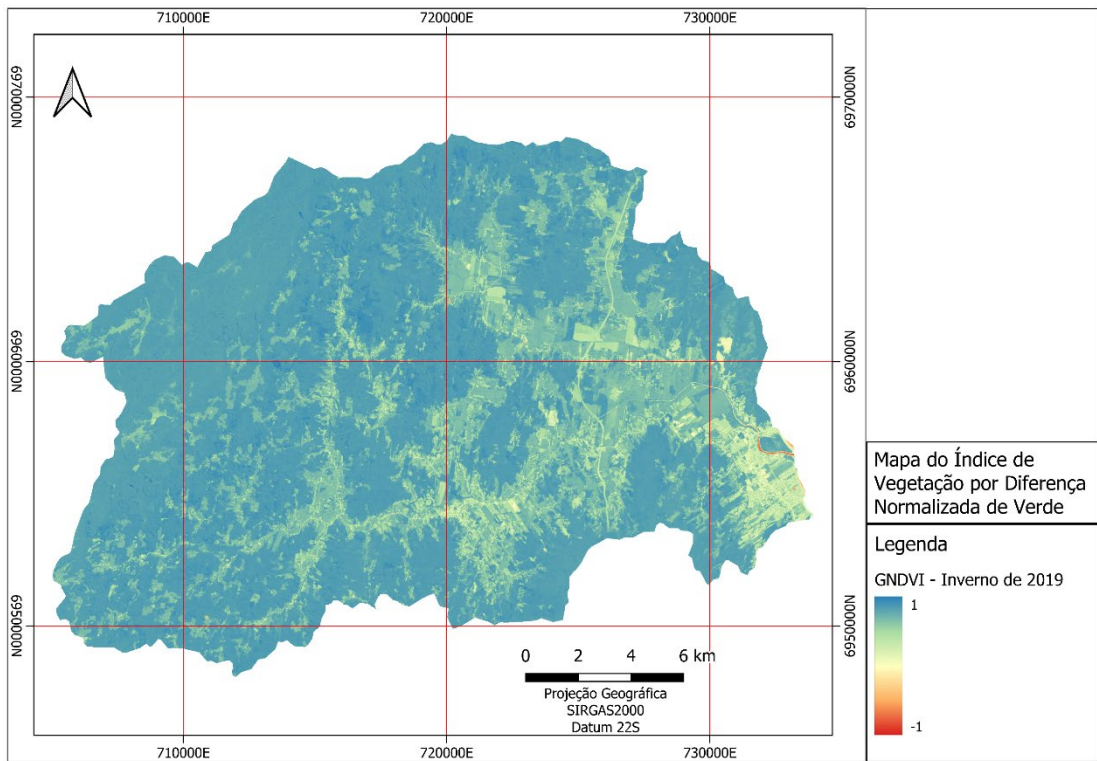 710000E
720000E
730000E
6970000N
6970000N
6960000N
6960000N
6950000N
6950000N
0 2 4 6 km
Projeção Geográfica
SIRGAS2000
Datum 22S
710000E
720000E
730000E
Mapa do Índice de
Vegetação por Diferença
Normalizada de Verde
Legenda
GNDVI - Inverno de 2019
1
-1